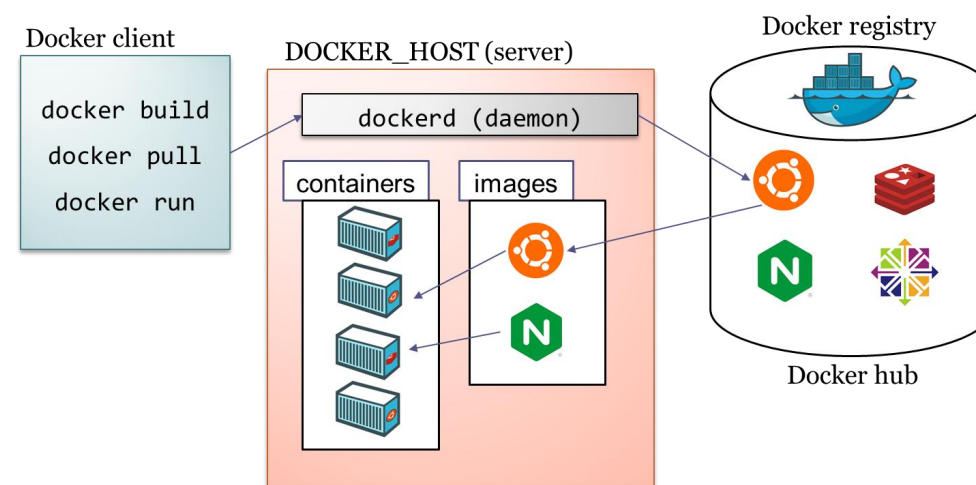 Docker client
docker build
docker pull
docker run
DOCKER_HOST (server)
dockerd (daemon)
containers
images
N
Docker registry
N
Docker hub